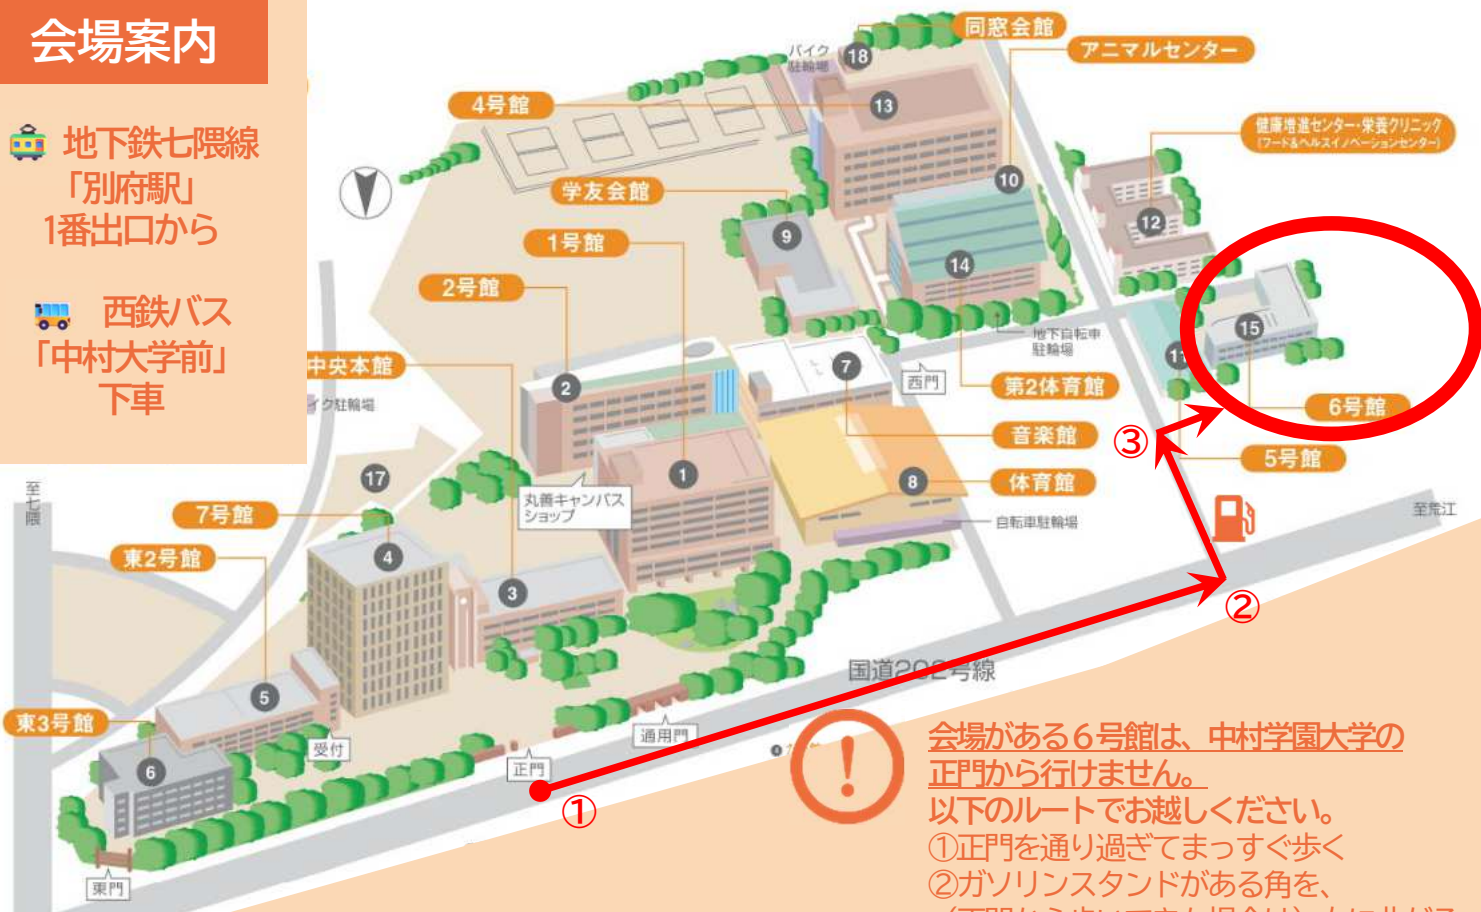 会場案内
地下鉄七隈線
「別府駅」
1番出口から
西鉄バス
「中村大学前」
下車
同窓会館
アニマルセンター
バイク
駐輪場
18
4号館
13
健康増進センター・栄養クリニック
(フード&ヘルスイノベーションセンター)
10
学友会館
12
9
1号館
14
2号館
15
地下自転車
駐輪場
11
中央本館
2
7
西門
第2体育館
6号館
イク駐輪場
音楽館
③
5号館
17
1
8
体育館
至七隈
丸善キャンパス
ショップ
7号館
自転車駐輪場
至荒江
東2号館
4
3
②
国道202号線
5
東3号館
受付
通用門
6
正門
①
東門
会場がある6号館は、中村学園大学の
正門から行けません。
以下のルートでお越しください。
①正門を通り過ぎてまっすぐ歩く
②ガソリンスタンドがある角を、